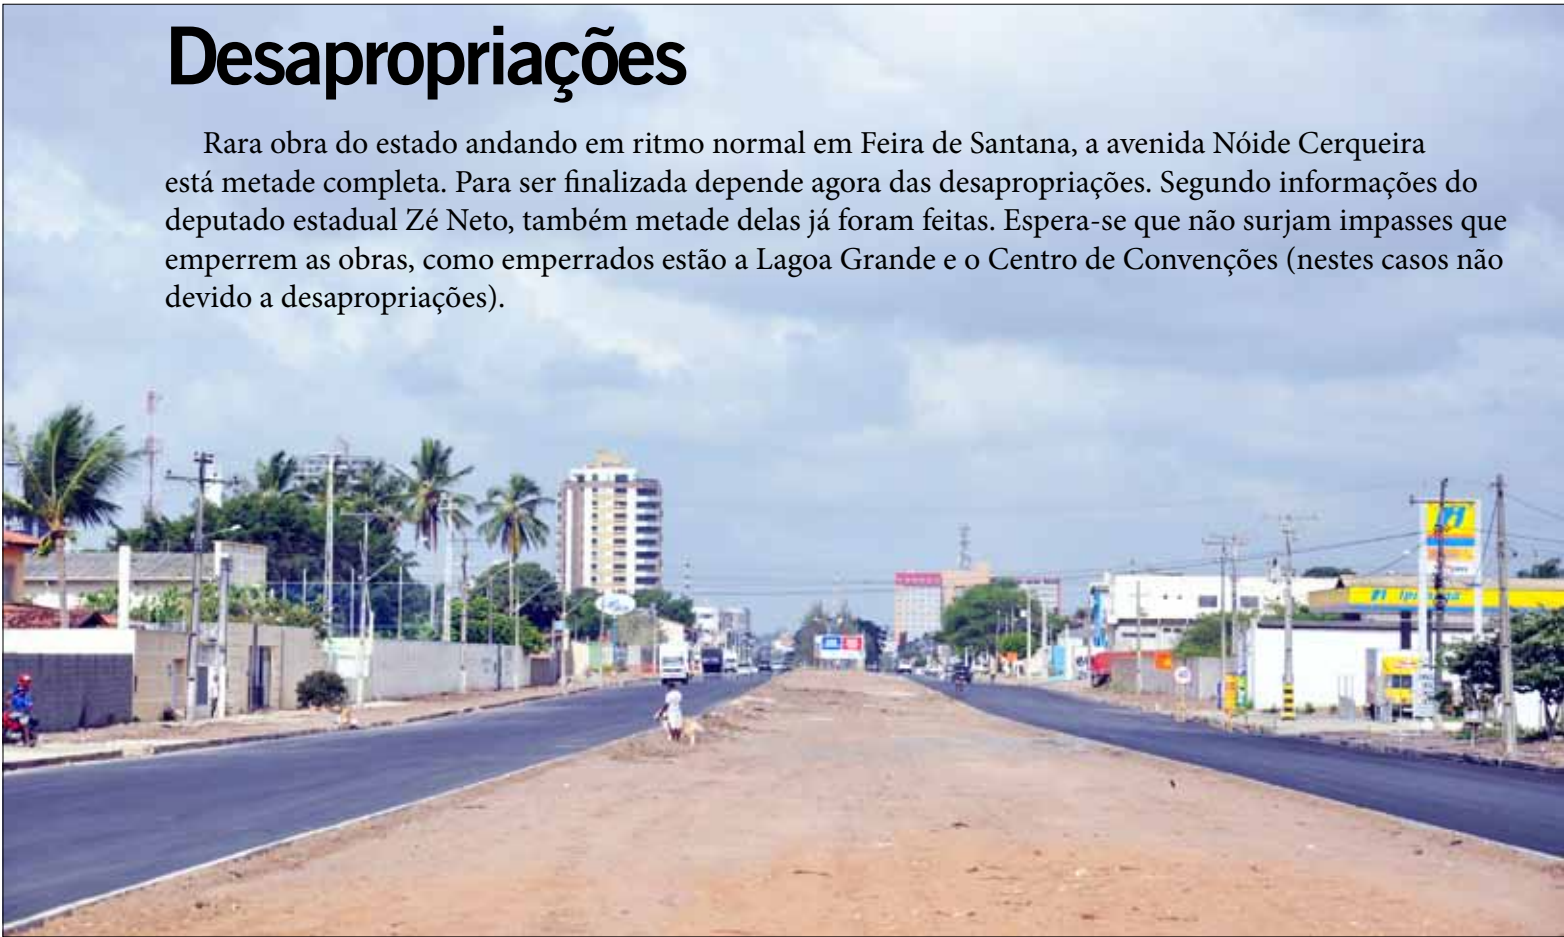 Desapropriações
Rara obra do estado andando em ritmo normal em Feira de Santana, a avenida Nóide Cerqueira
está metade completa. Para ser finalizada depende agora das desapropriações. Segundo informações do
deputado estadual Zé Neto, também metade delas já foram feitas. Espera-se que não surjam impasses que
emperrem as obras, como emperrados estão a Lagoa Grande e o Centro de Convenções (nestes casos não
devido a desapropriações).